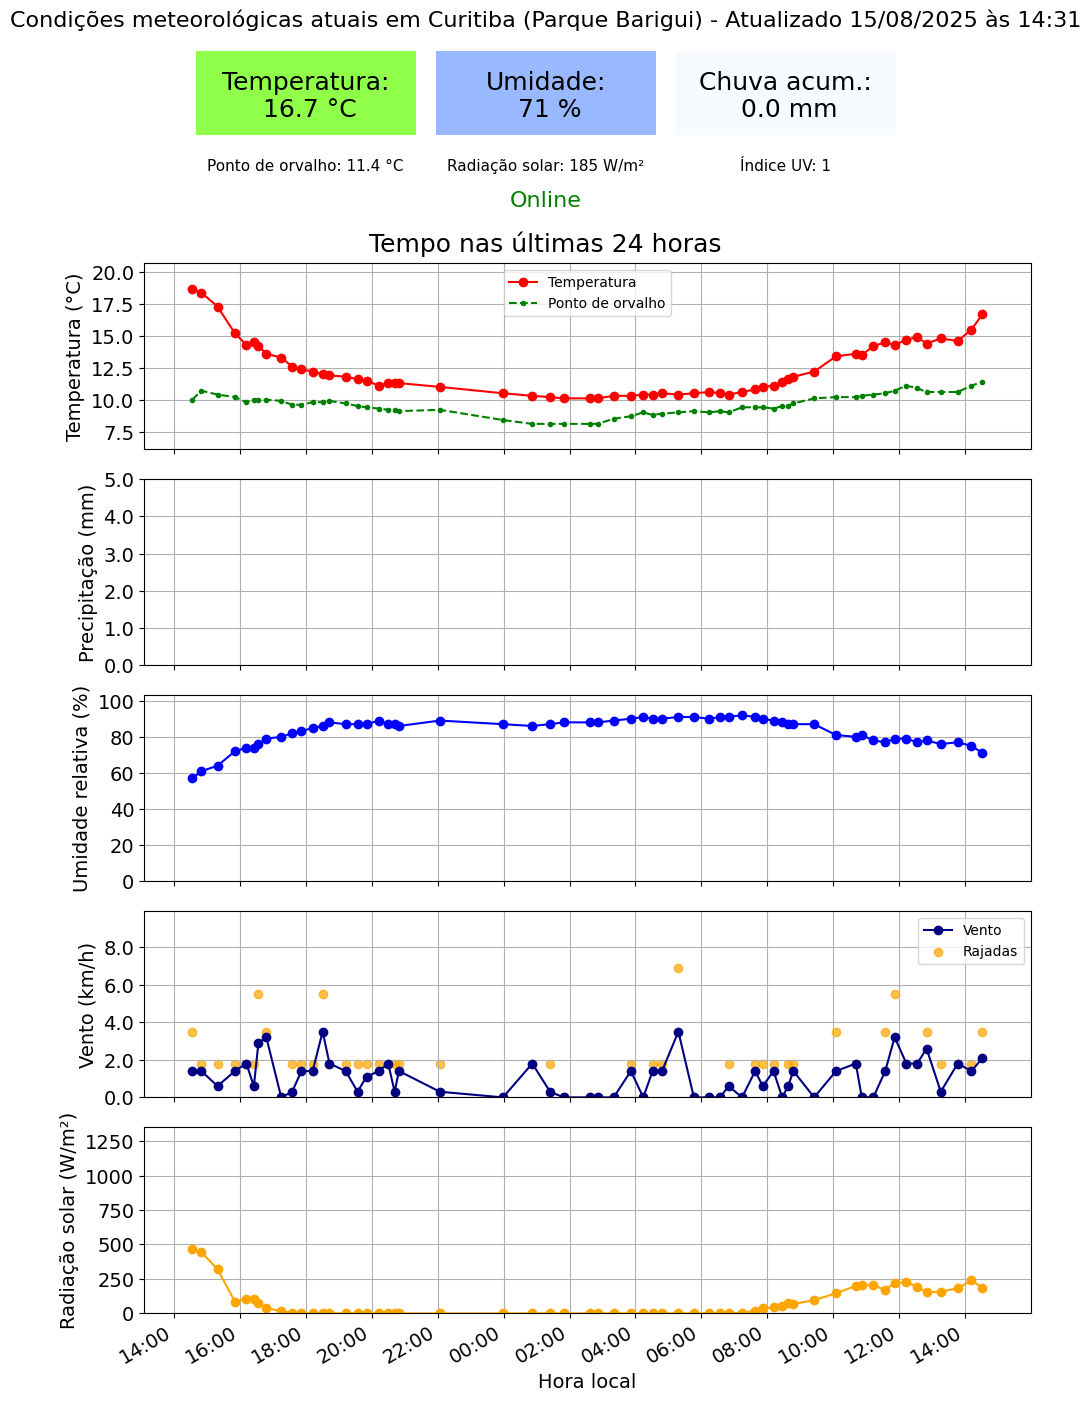 Condições meteorológicas atuais em Curitiba (Parque Barigui) - Atualizado 15/08/2025 às 14:31
Temperatura:
16.7 °C
Umidade:
71 %
Chuva acum.:
0.0 mm
Ponto de orvalho: 11.4 °C
Radiação solar: 185 W/m²
Índice UV: 1
Online
Tempo nas últimas 24 horas
Temperatura (°C)
20.0
17.5
15.0
12.5
10.0
7.5
Temperatura
Ponto de orvalho
Precipitação (mm)
5.0
4.0
3.0
2.0
1.0
0.0
Umidade relativa (%)
100
80
60
40
20
0
Vento (km/h)
8.0
6.0
4.0
2.0
0.0
Vento
Rajadas
Radiação solar (W/m²)
1250
1000
750
500
250
0
14:00
16:00
18:00
20:00
22:00
00:00
02:00
04:00
06:00
08:00
10:00
12:00
14:00
Hora local